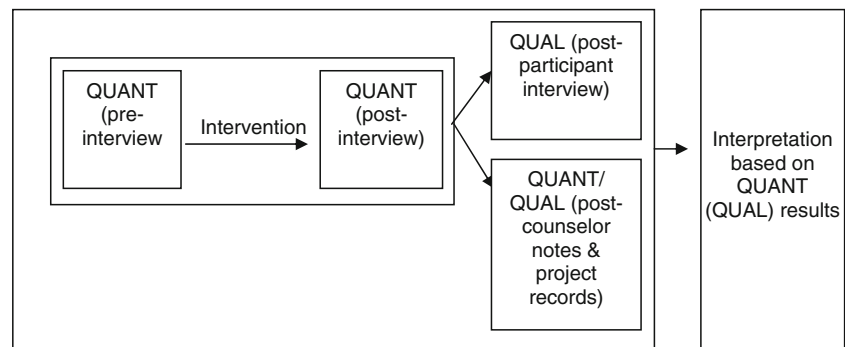 QUANT
(pre-
interview
Intervention
QUANT
(post-
interview)
QUAL (post-
participant
interview)
QUANT/
QUAL (post-
counselor
notes &
project
records)
Interpretation
based on
QUANT
(QUAL) results